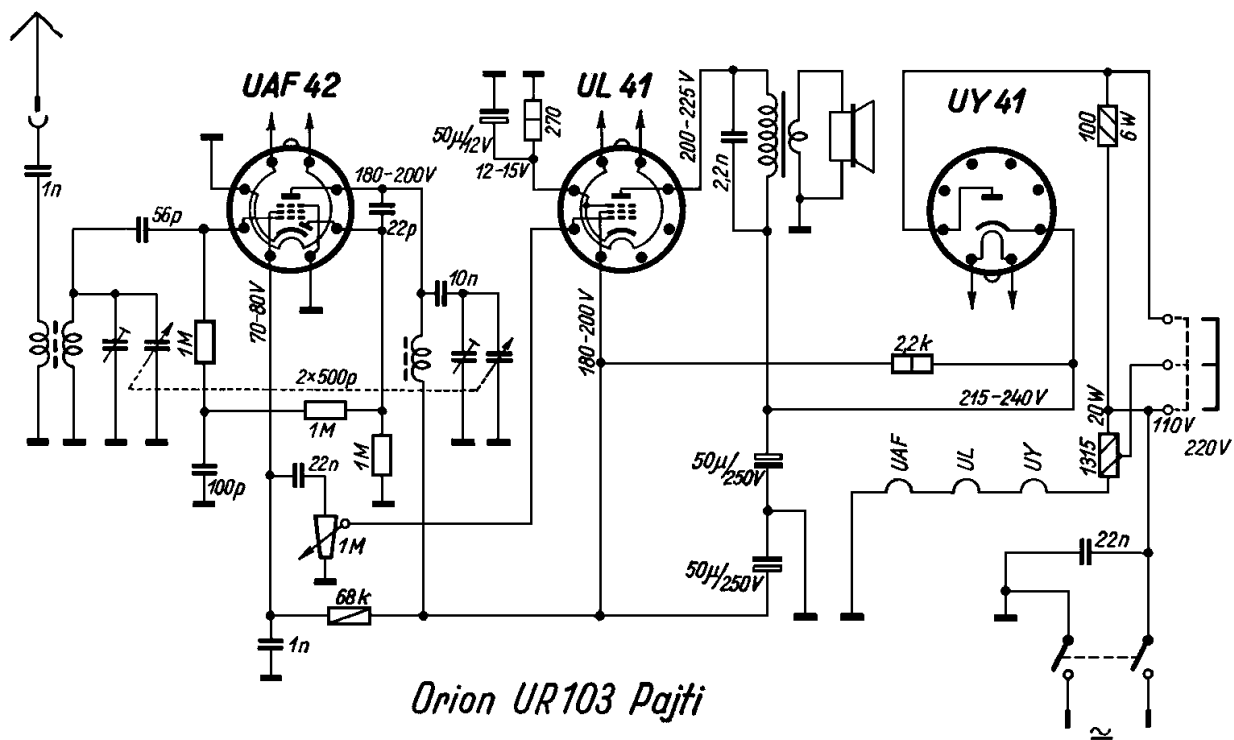 UAF 42
UL 41
UY 41
1n
56p
180-200V
22p
50µ/12V
270
12-15V
200-225V
2,2n
100
6W
1M
70-80V
10n
2×500p
1M
1M
100p
22n
1M
68k
1n
180-200V
2,2k
215-240V
50µ/250V
50µ/250V
UAF
UL
UY
20W
1315
110V
220V
22n
≈
Orion UR103 Pajti